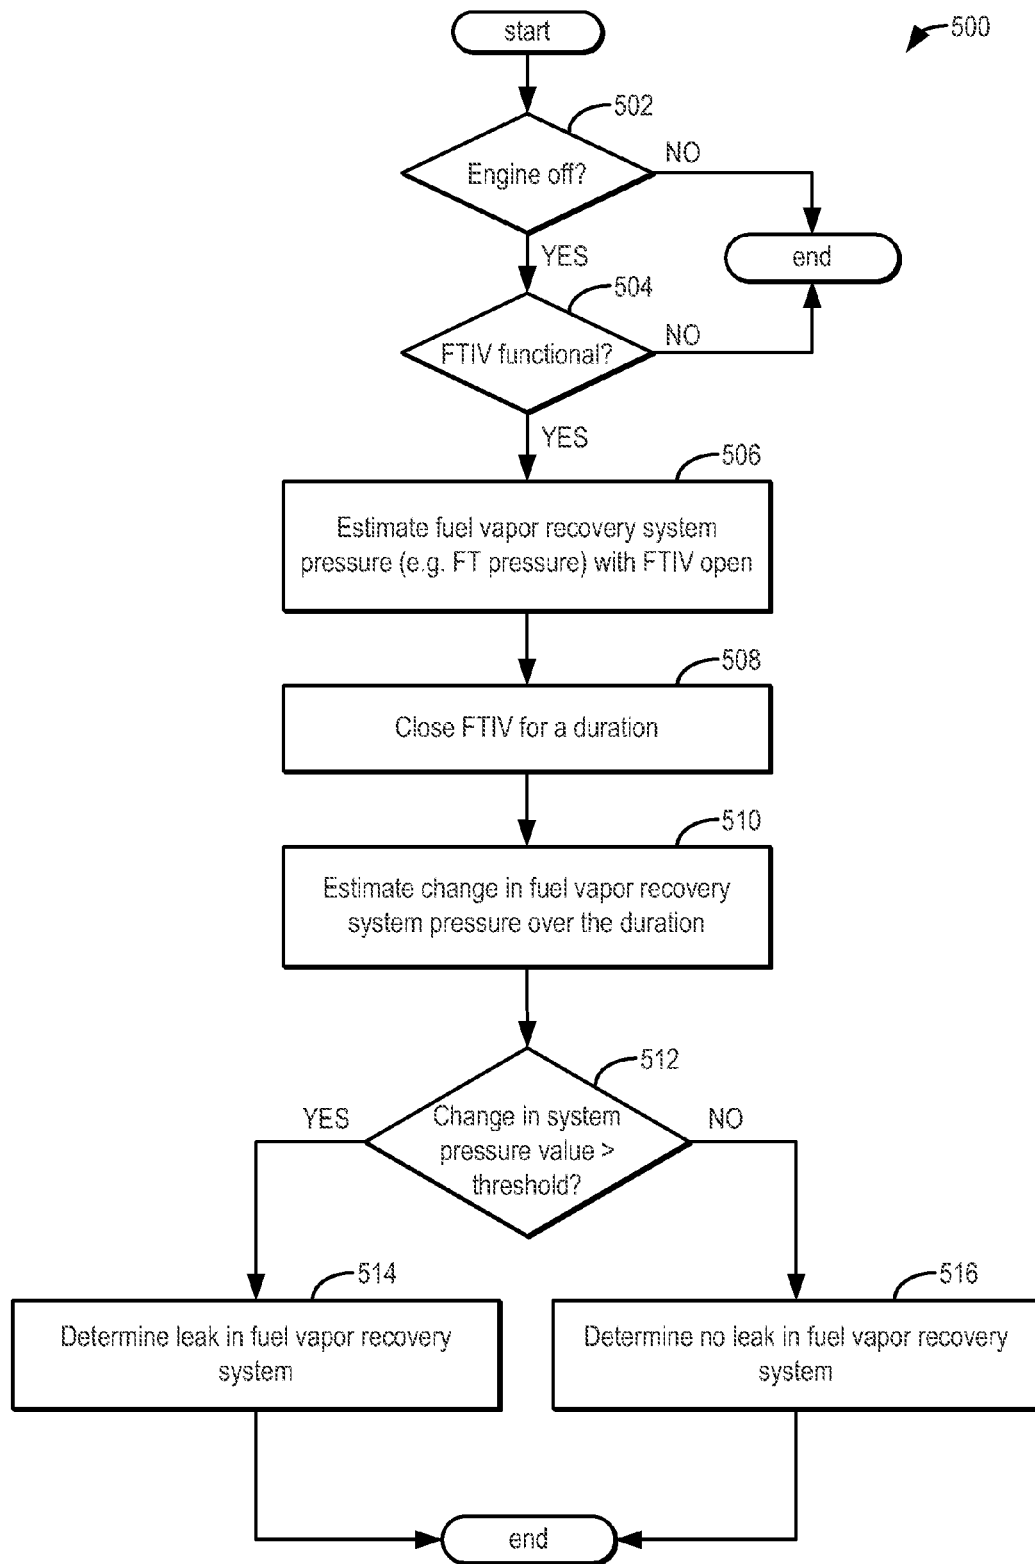 start
500
502
Engine off?
NO
end
YES
504
FTIV functional?
NO
YES
506
Estimate fuel vapor recovery system
pressure (e.g. FT pressure) with FTIV open
508
Close FTIV for a duration
510
Estimate change in fuel vapor recovery
system pressure over the duration
512
YES
Change in system
pressure value >
threshold?
NO
514
Determine leak in fuel vapor recovery
system
516
Determine no leak in fuel vapor recovery
system
end